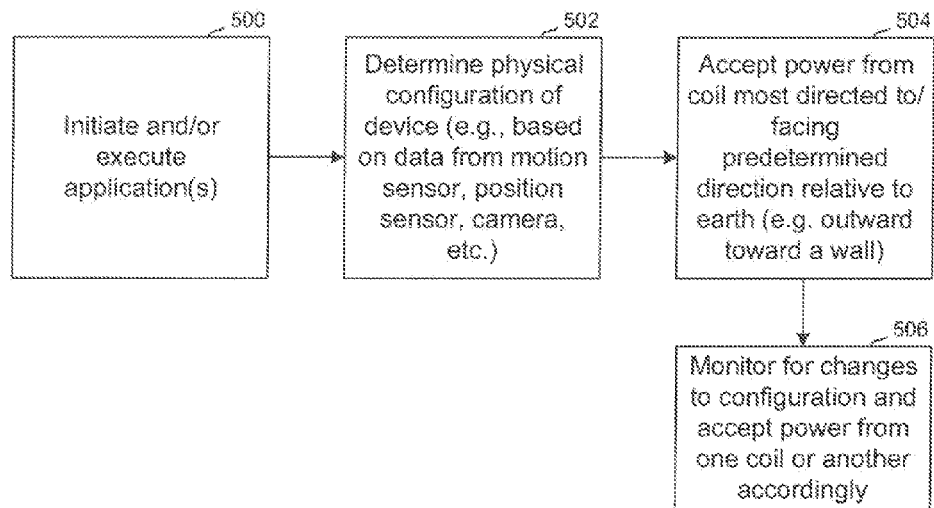 500
Initiate and/or
execute
application(s)
502
Determine physical
configuration of
device (e.g., based
on data from motion
sensor, position
sensor, camera,
etc.)
504
Accept power from
coil most directed to/
facing
predetermined
direction relative to
earth (e.g. outward
toward a wall)
506
Monitor for changes
to configuration and
accept power from
one coil or another
accordingly